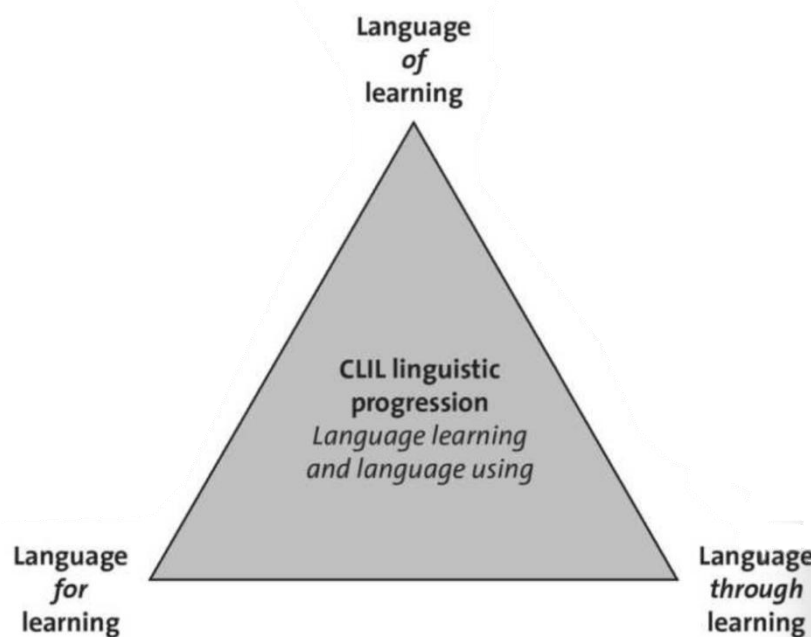 Language
of
learning
CLIL linguistic
progression
Language learning
and language using
Language
for
learning
Language
through
learning